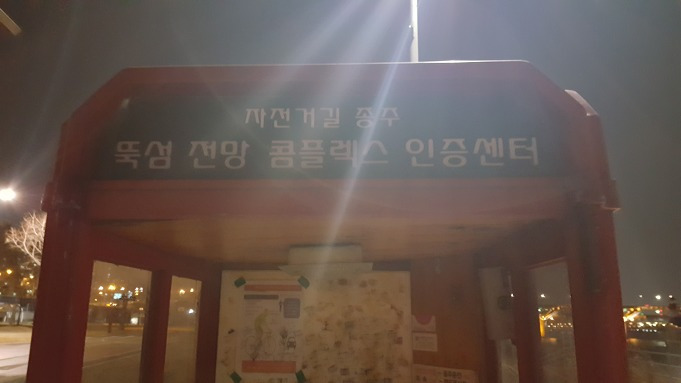 자전거길 종주
뚝섬 전망 콤플렉스 인증센터